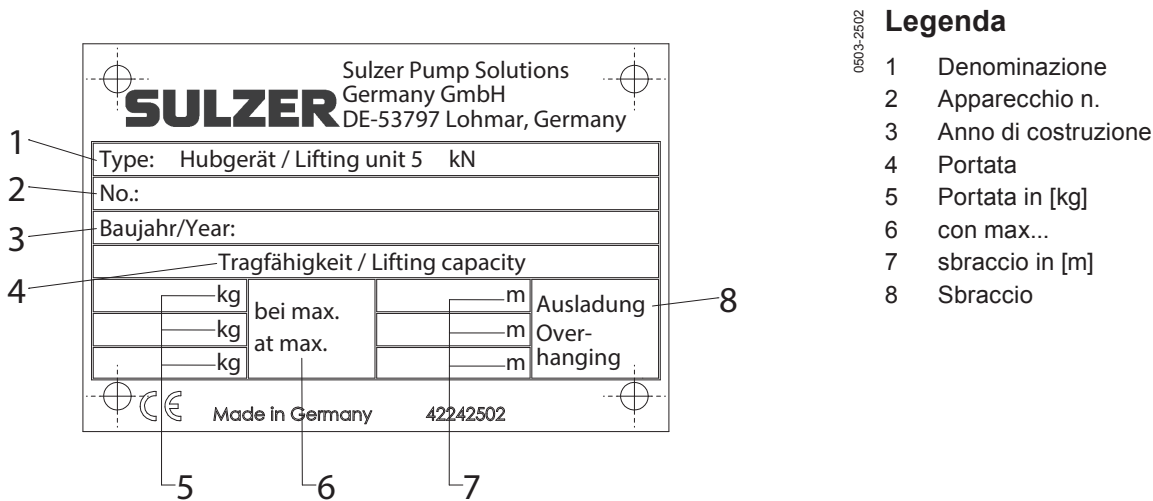 Sulzer Pump Solutions
Germany GmbH
SULZER
DE-53797 Lohmar, Germany
1
Type: Hubgerät / Lifting unit 5 kN
2
No.:
3
Baujahr/Year:
4
Tragfähigkeit / Lifting capacity
kg
kg
kg
bei max.
at max.
m
m
m
Ausladung
Over-
hanging
8
CE Made in Germany 42242502
5 6 7
0503-2502
Legenda
1 Denominazione
2 Apparecchio n.
3 Anno di costruzione
4 Portata
5 Portata in [kg]
6 con max...
7 sbraccio in [m]
8 Sbraccio